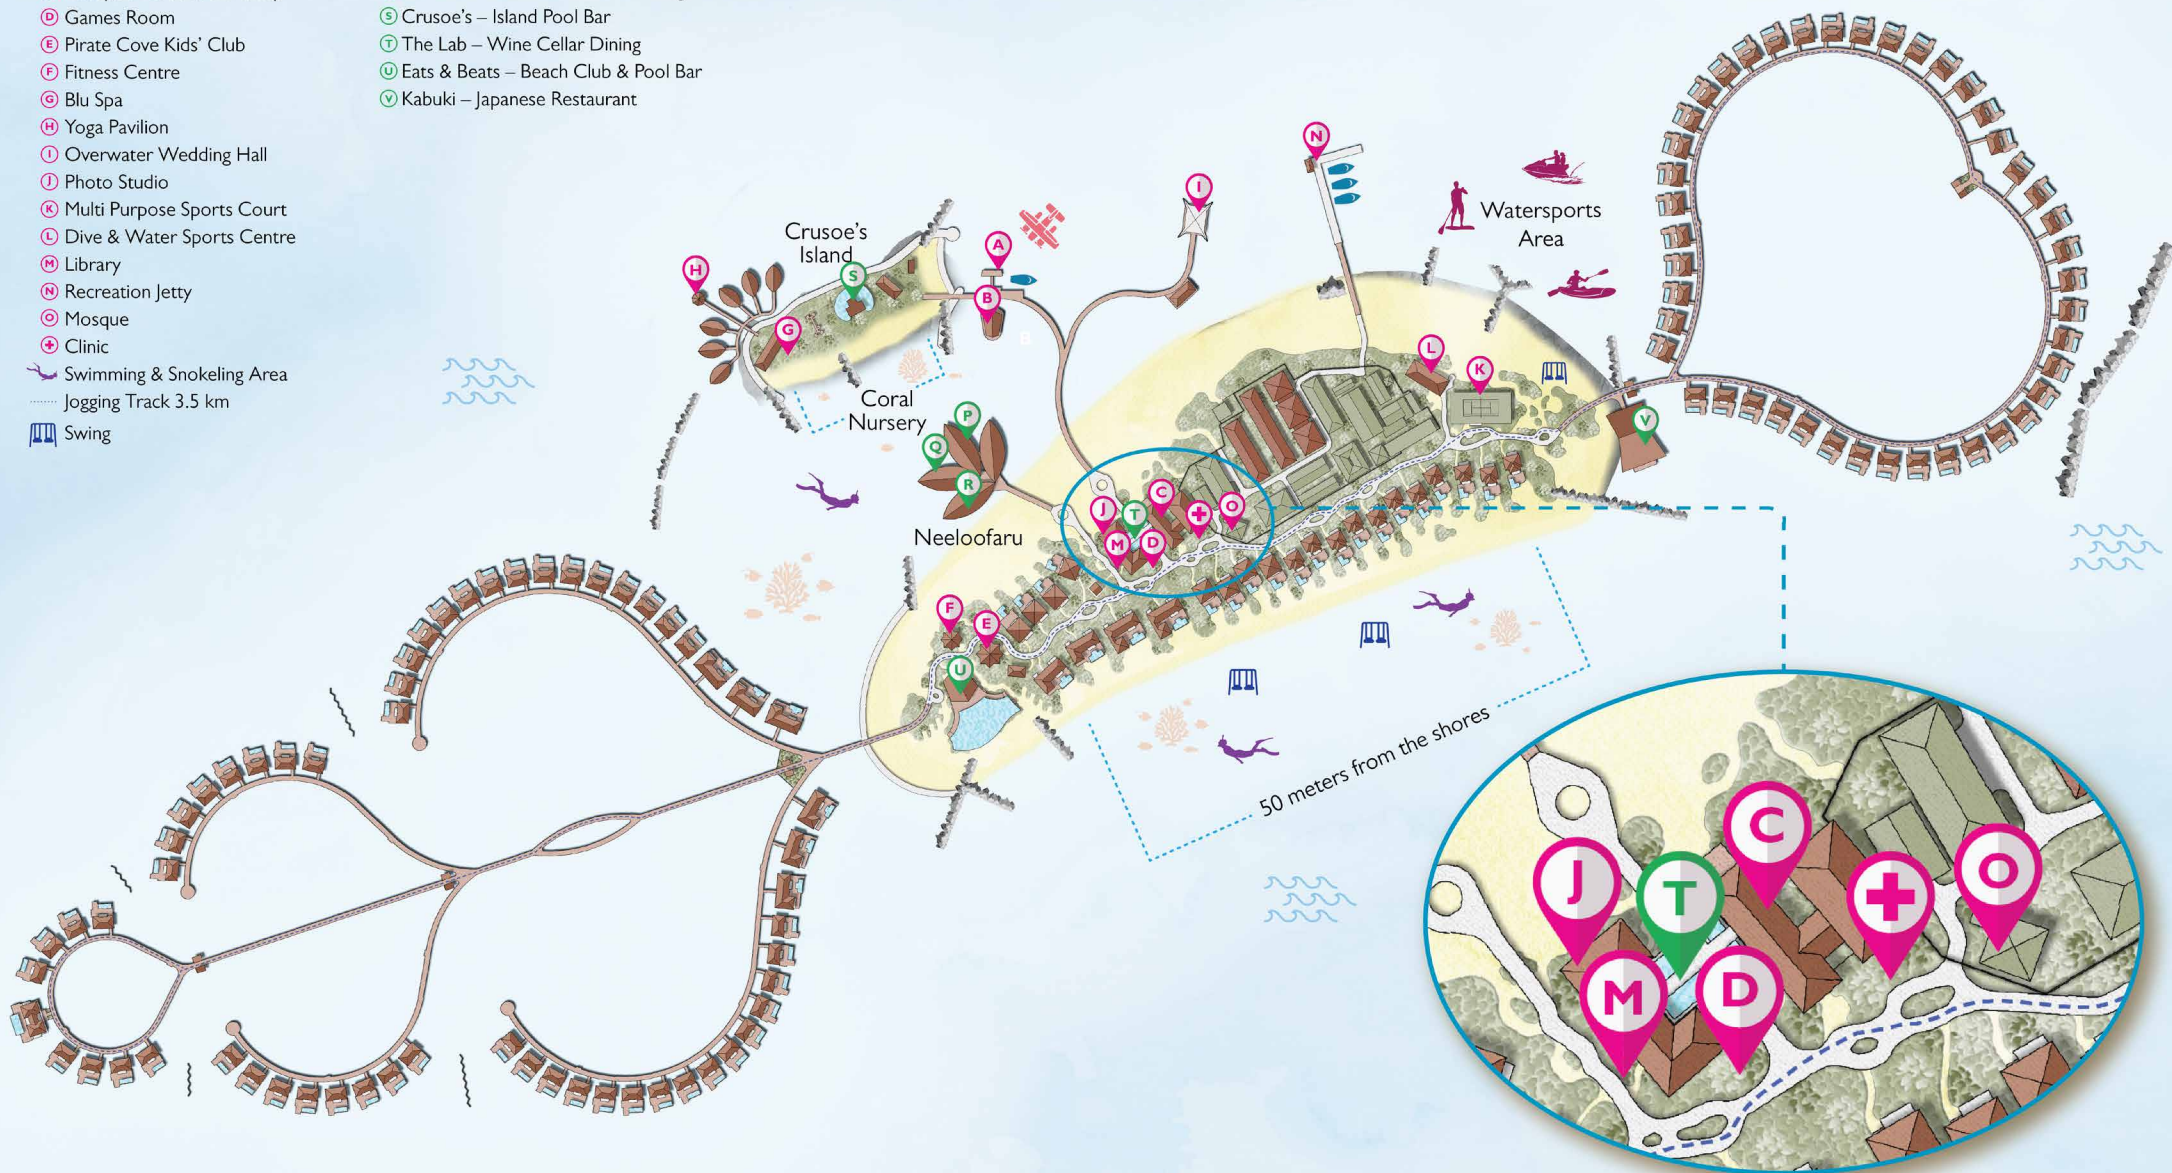 D Games Room
E Pirate Cove Kids' Club
F Fitness Centre
G Blu Spa
H Yoga Pavilion
I Overwater Wedding Hall
J Photo Studio
K Multi Purpose Sports Court
L Dive & Water Sports Centre
M Library
N Recreation Jetty
O Mosque
Clinic
Swimming & Snokeling Area
Jogging Track 3.5 km
Swing
S Crusoe's – Island Pool Bar
T The Lab – Wine Cellar Dining
U Eats & Beats – Beach Club & Pool Bar
V Kabuki – Japanese Restaurant
N
I
Watersports
Area
Crusoe's
Island
H
S
A
B
G
B
L
K
V
Coral
Nursery
P
Q
R
Neeloofaru
C
J
T
O
M
D
F
E
U
50 meters from the shores
C
J
T
O
M
D